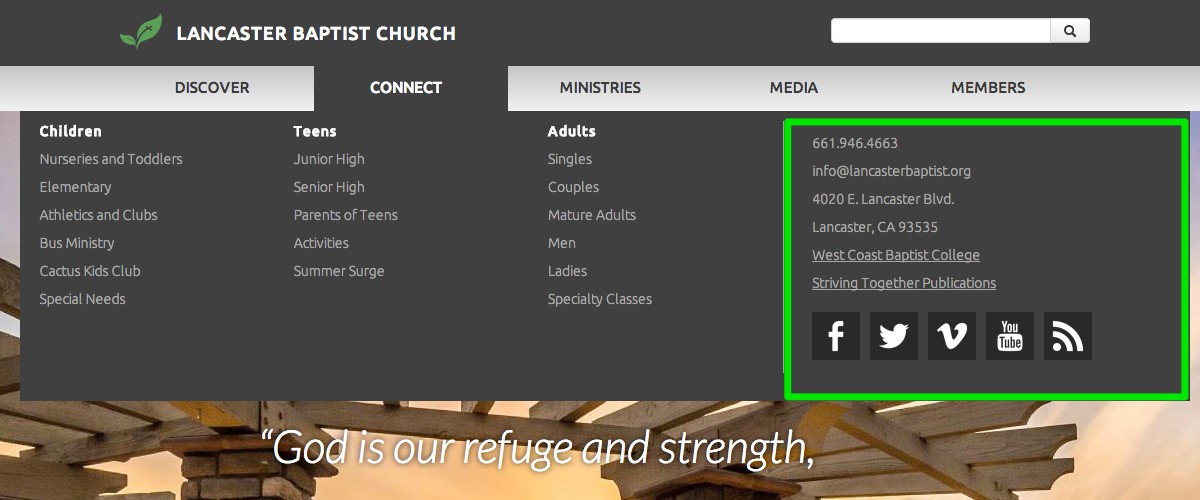 LANCASTER BAPTIST CHURCH
DISCOVER
CONNECT
MINISTRIES
MEDIA
MEMBERS
Children
Nurseries and Toddlers
Elementary
Athletics and Clubs
Bus Ministry
Cactus Kids Club
Special Needs
Teens
Junior High
Senior High
Parents of Teens
Activities
Summer Surge
Adults
Singles
Couples
Mature Adults
Men
Ladies
Specialty Classes
661.946.4663
info@lancasterbaptist.org
4020 E. Lancaster Blvd.
Lancaster, CA 93535
West Coast Baptist College
Striving Together Publications
You
Tube
“God is our refuge and strength,